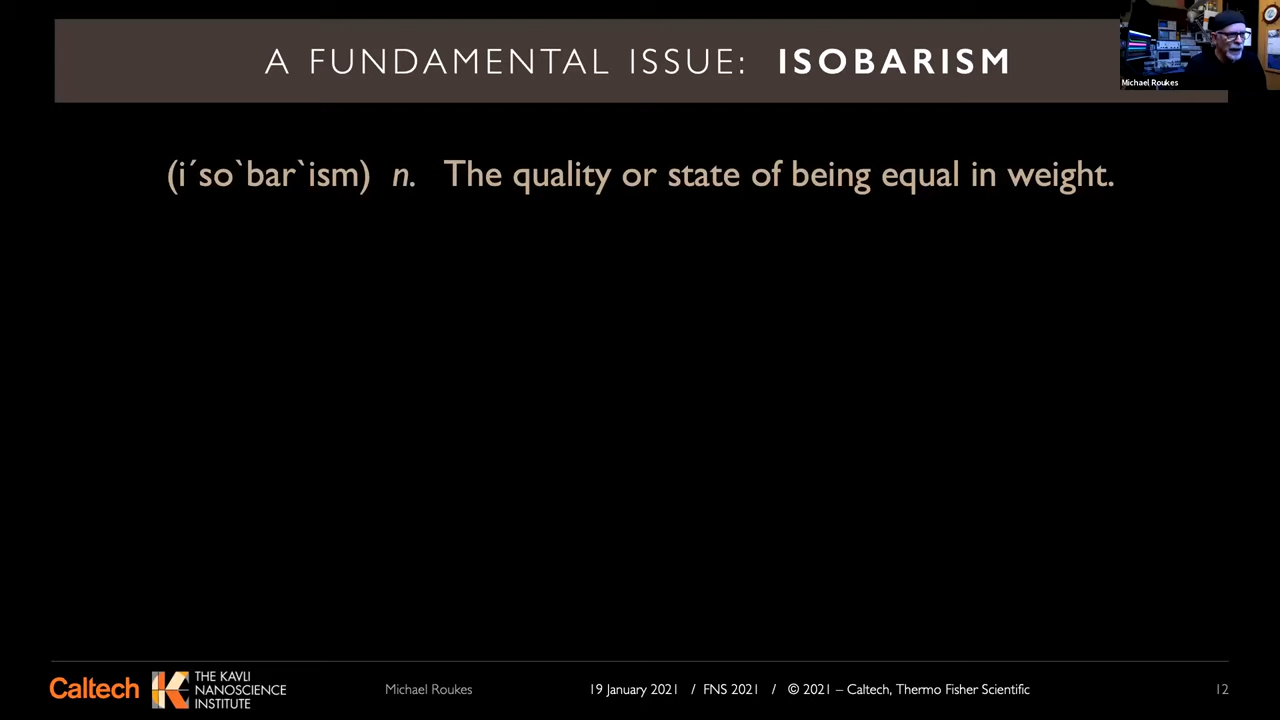 A FUNDAMENTAL ISSUE: ISOBARISM
Michael Roukes
(i´so`bar`ism) n. The quality or state of being equal in weight.
Caltech
THE KAVLI
NANOSCIENCE
INSTITUTE
Michael Roukes
19 January 2021 / FNS 2021 / © 2021 – Caltech, Thermo Fisher Scientific
12